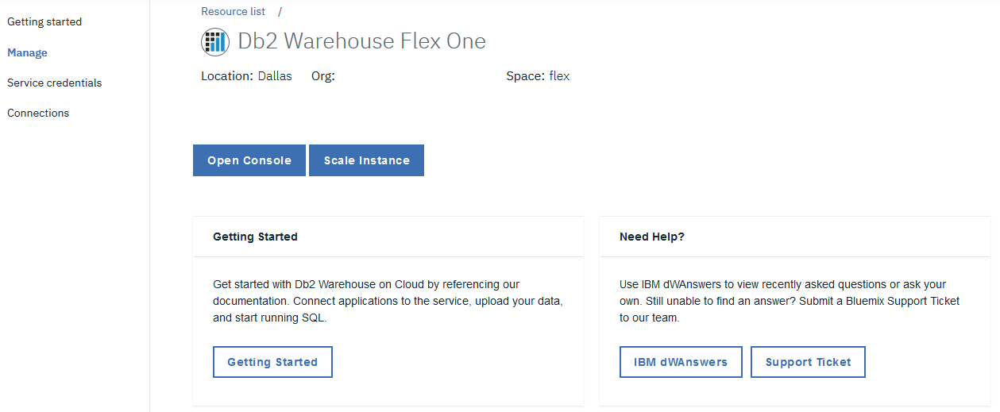 Getting started
Manage
Service credentials
Connections
Resource list /
Db2 Warehouse Flex One
Location: Dallas Org: Space: flex
Open Console Scale Instance
Getting Started
Get started with Db2 Warehouse on Cloud by referencing our
documentation. Connect applications to the service, upload your data,
and start running SQL.
Getting Started
Need Help?
Use IBM dWAnswers to view recently asked questions or ask your
own. Still unable to find an answer? Submit a Bluemix Support Ticket
to our team.
IBM dWAnswers Support Ticket